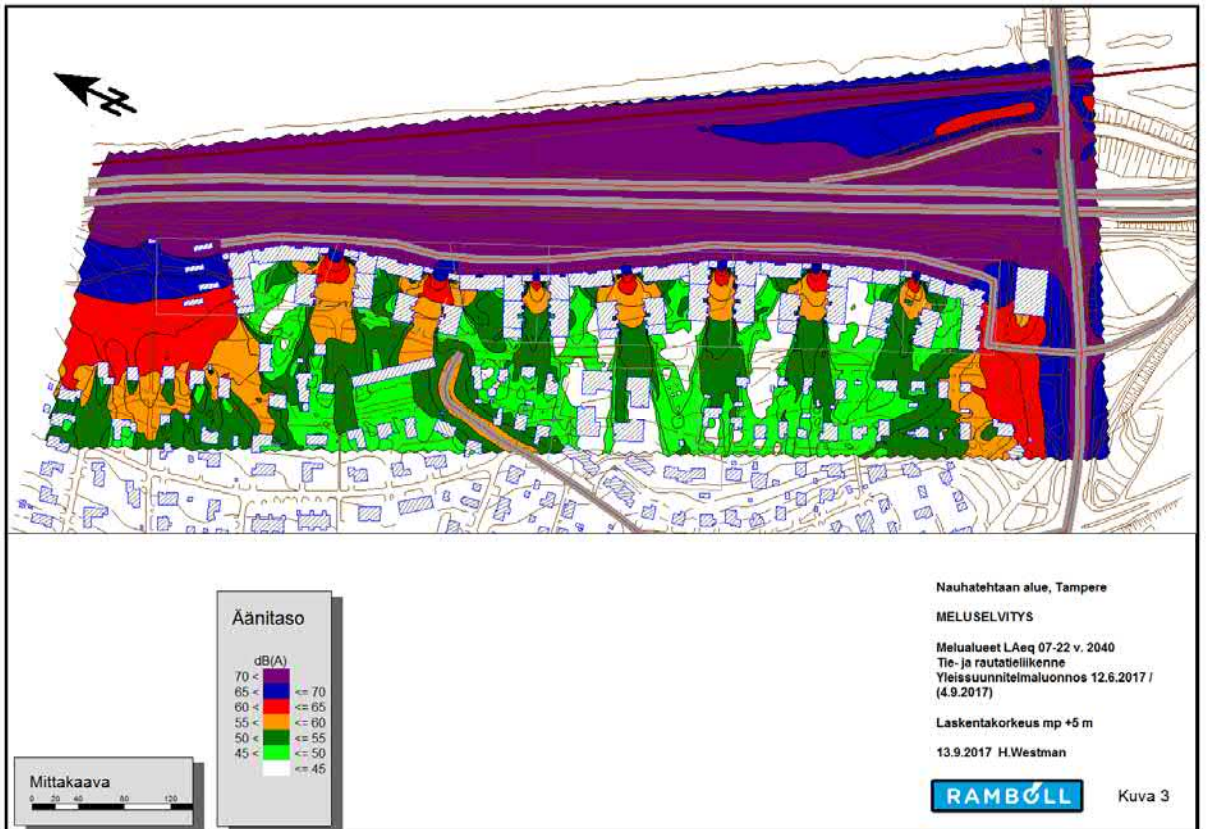 N
Äänitaso
dB(A)
70 <
65 < <= 70
60 < <= 65
55 < <= 60
50 < <= 55
45 < <= 50
<= 45
Mittakaava
0 20 40 80 120
Nauhatehtaan alue, Tampere
MELUSELVITYS
Melualueet LAeq 07-22 v. 2040
Tie- ja rautatieliikenne
Yleissuunnitelmaluonnos 12.6.2017 /
(4.9.2017)
Laskentakorkeus mp +5 m
13.9.2017 H.Westman
RAMBOLL
Kuva 3